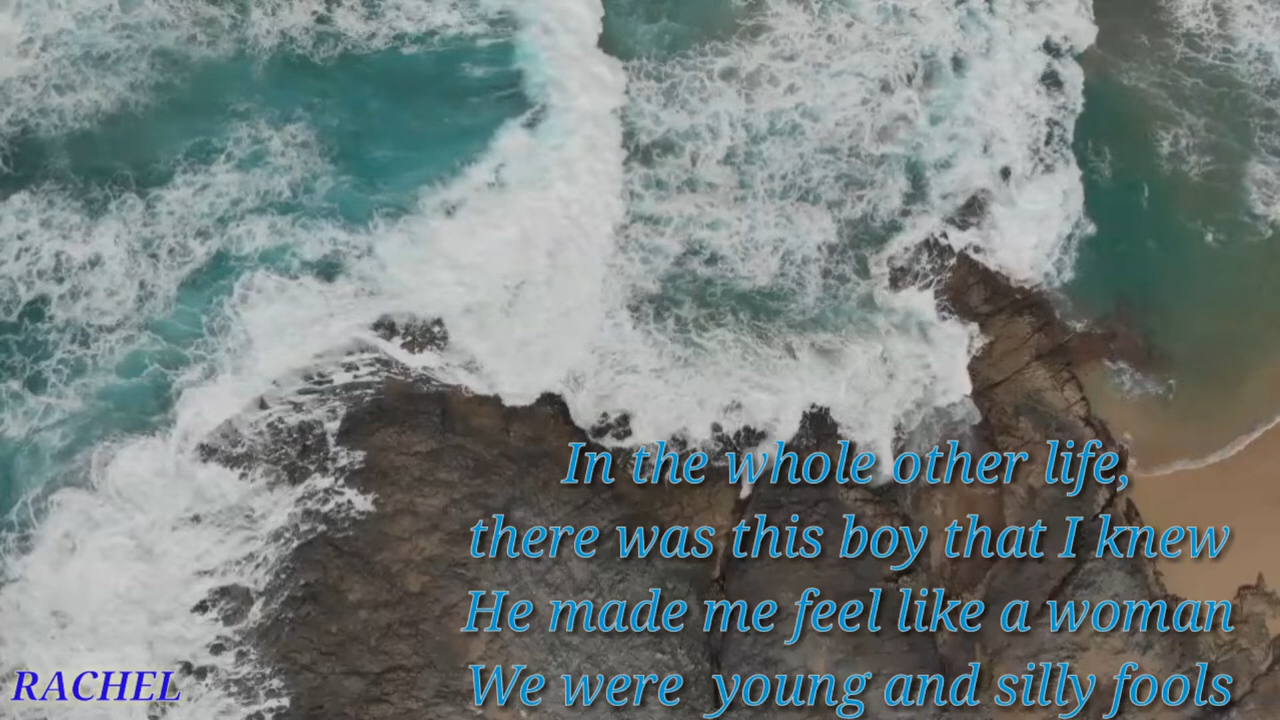 In the whole other life,
there was this boy that I knew
He made me feel like a woman
We were young and silly fools
RACHEL